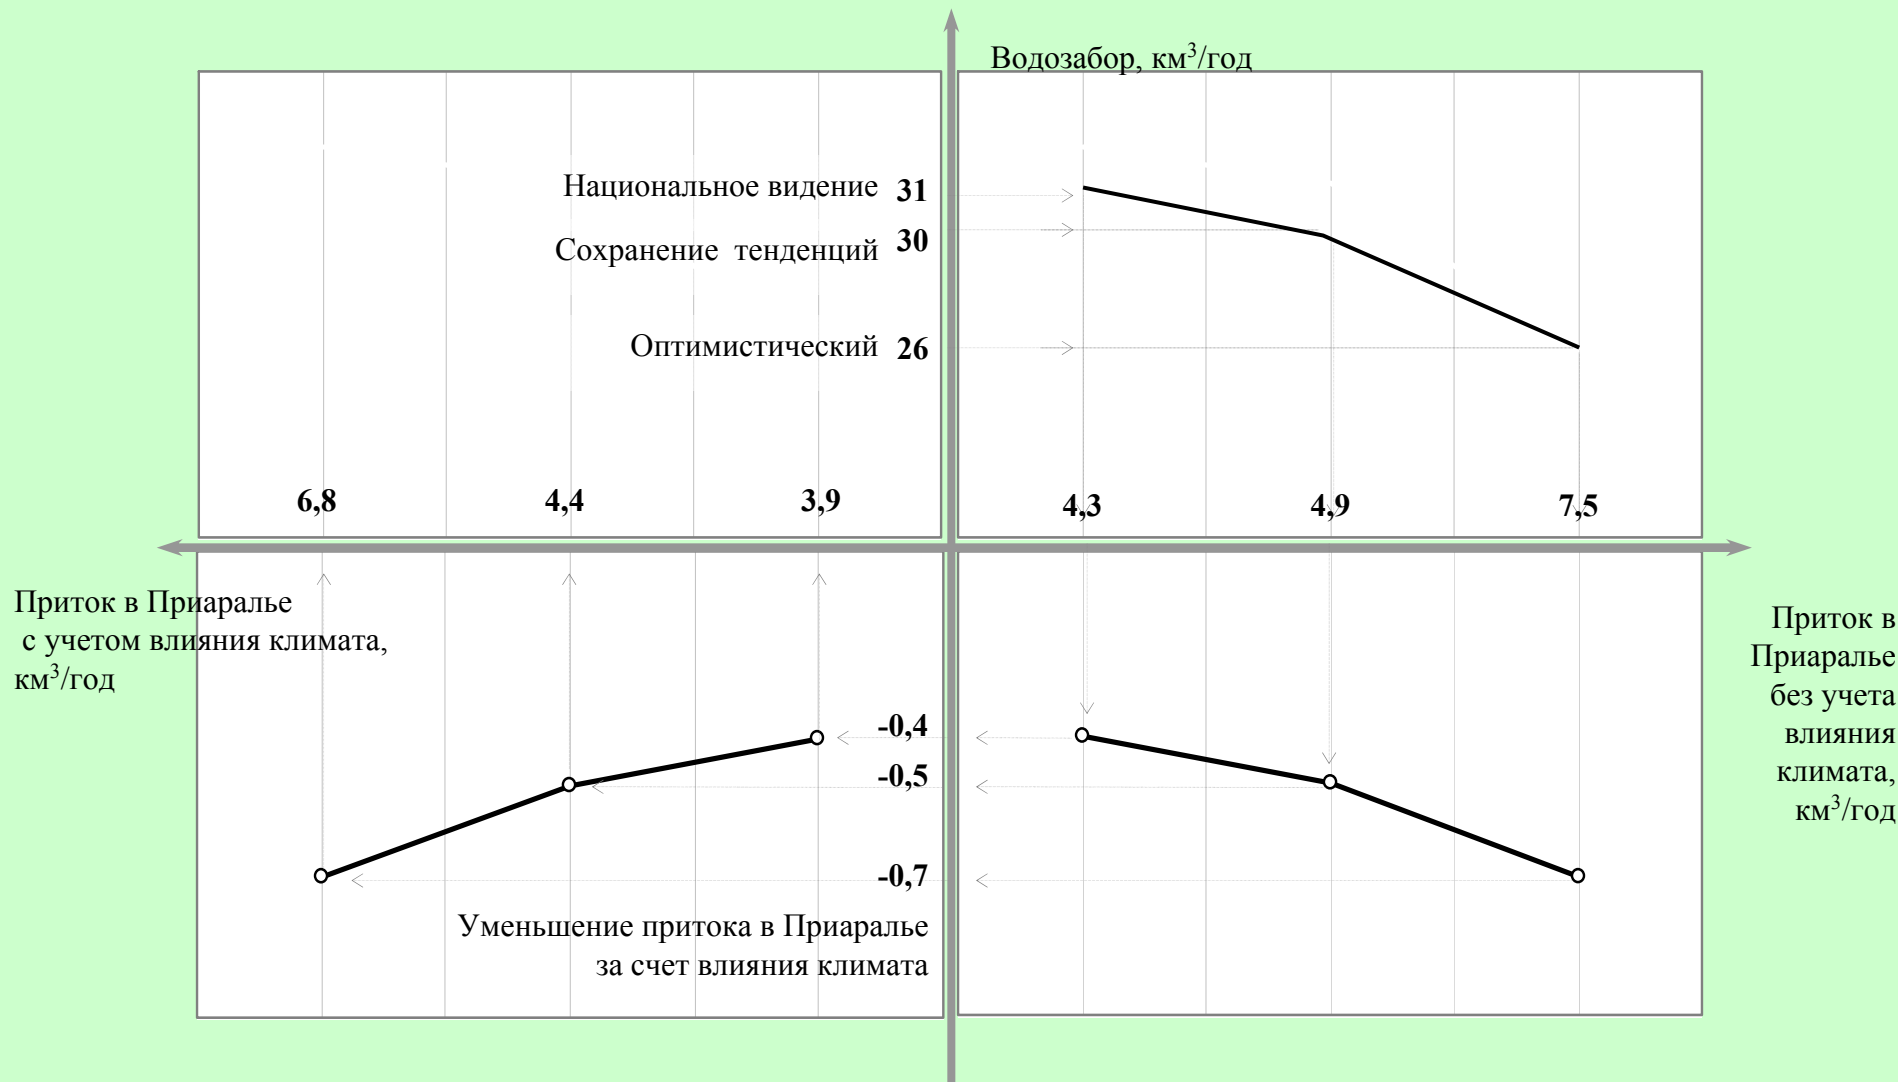 Водозабор, км³/год
Национальное видение 31
Сохранение тенденций 30
Оптимистический 26
6,8 4,4 3,9 4,3 4,9 7,5
Приток в Приаралье
с учетом влияния климата,
км³/год
Приток в
Приаралье
без учета
влияния
климата,
км³/год
-0,4
-0,5
-0,7
Уменьшение притока в Приаралье
за счет влияния климата